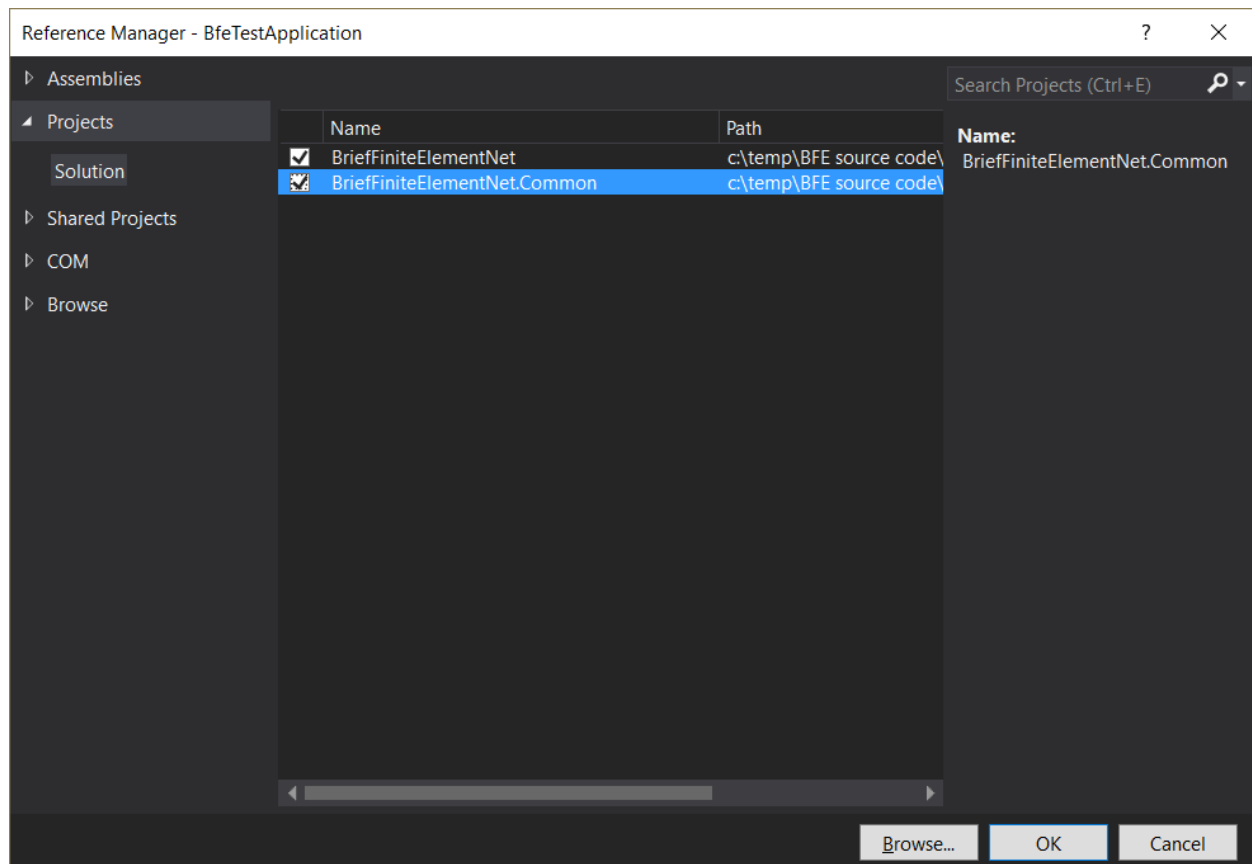 Reference Manager - BfeTestApplication
?
Assemblies
Search Projects (Ctrl+E)
Projects
Solution
Shared Projects
COM
Browse
Name Path
BriefFiniteElementNet c:\temp\BFE source code\
BriefFiniteElementNet.Common c:\temp\BFE source code\
Name:
BriefFiniteElementNet.Common
Browse... OK Cancel